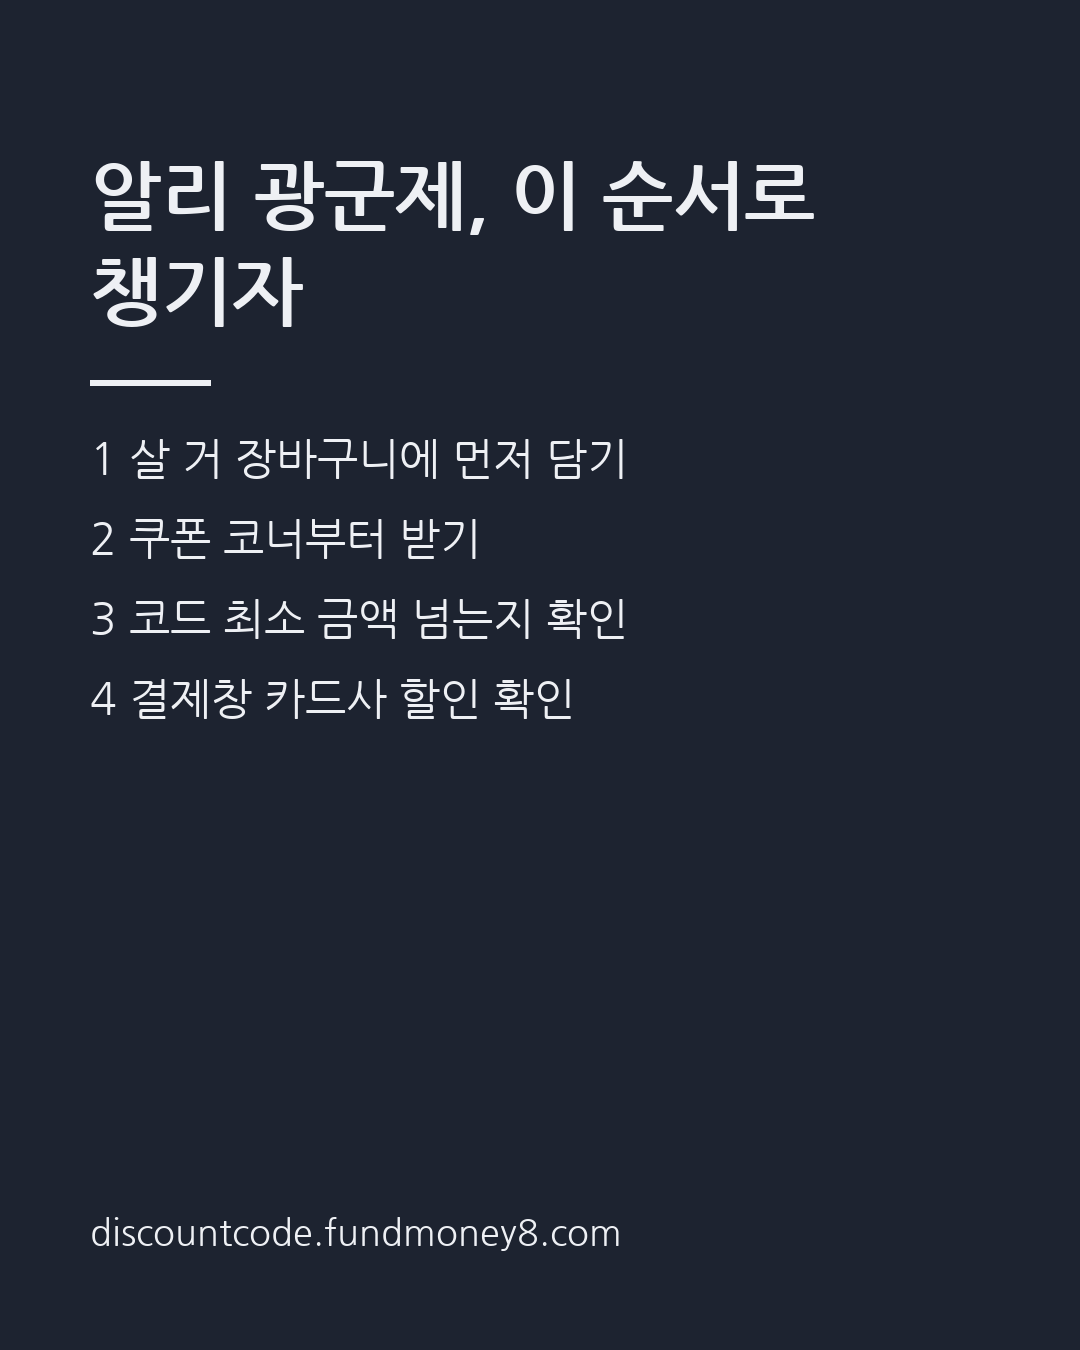 알리 광군제, 이 순서로
챙기자
1 살 거 장바구니에 먼저 담기
2 쿠폰 코너부터 받기
3 코드 최소 금액 넘는지 확인
4 결제창 카드사 할인 확인
discountcode.fundmoney8.com